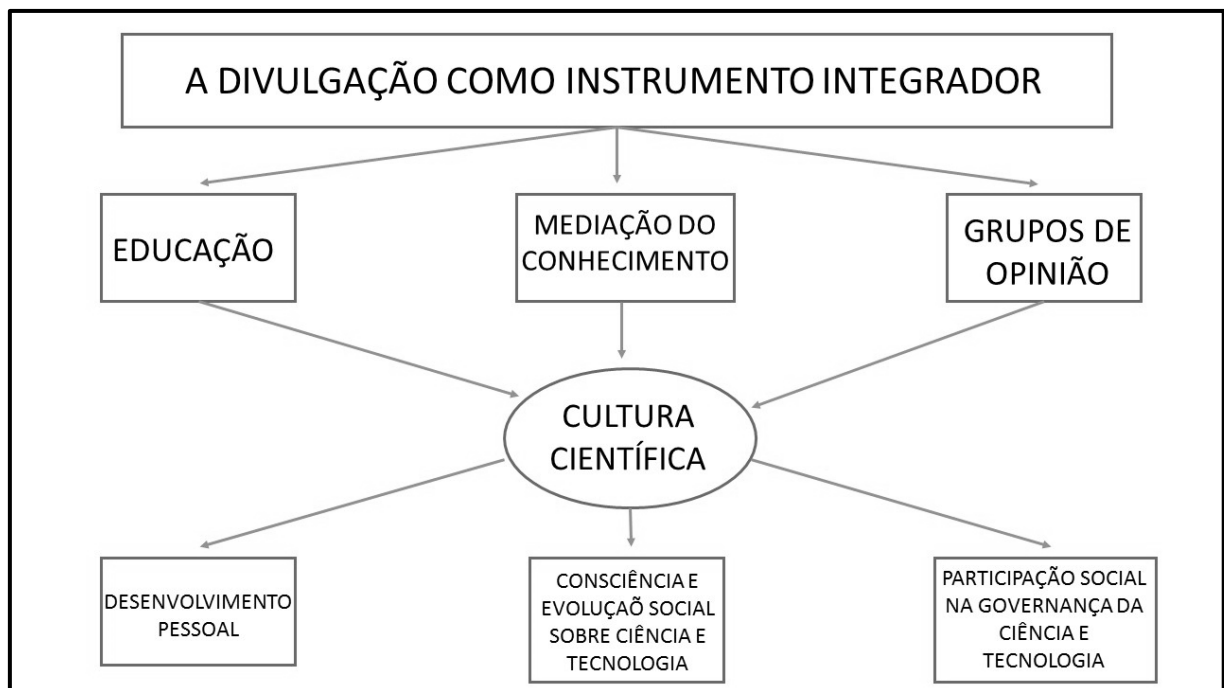 A DIVULGAÇÃO COMO INSTRUMENTO INTEGRADOR
EDUCAÇÃO
MEDIAÇÃO DO
CONHECIMENTO
GRUPOS DE
OPINIÃO
CULTURA
CIENTÍFICA
DESENVOLVIMENTO
PESSOAL
CONSCIÊNCIA E
EVOLUÇAÕ SOCIAL
SOBRE CIÊNCIA E
TECNOLOGIA
PARTICIPAÇÃO SOCIAL
NA GOVERNANÇA DA
CIÊNCIA E
TECNOLOGIA